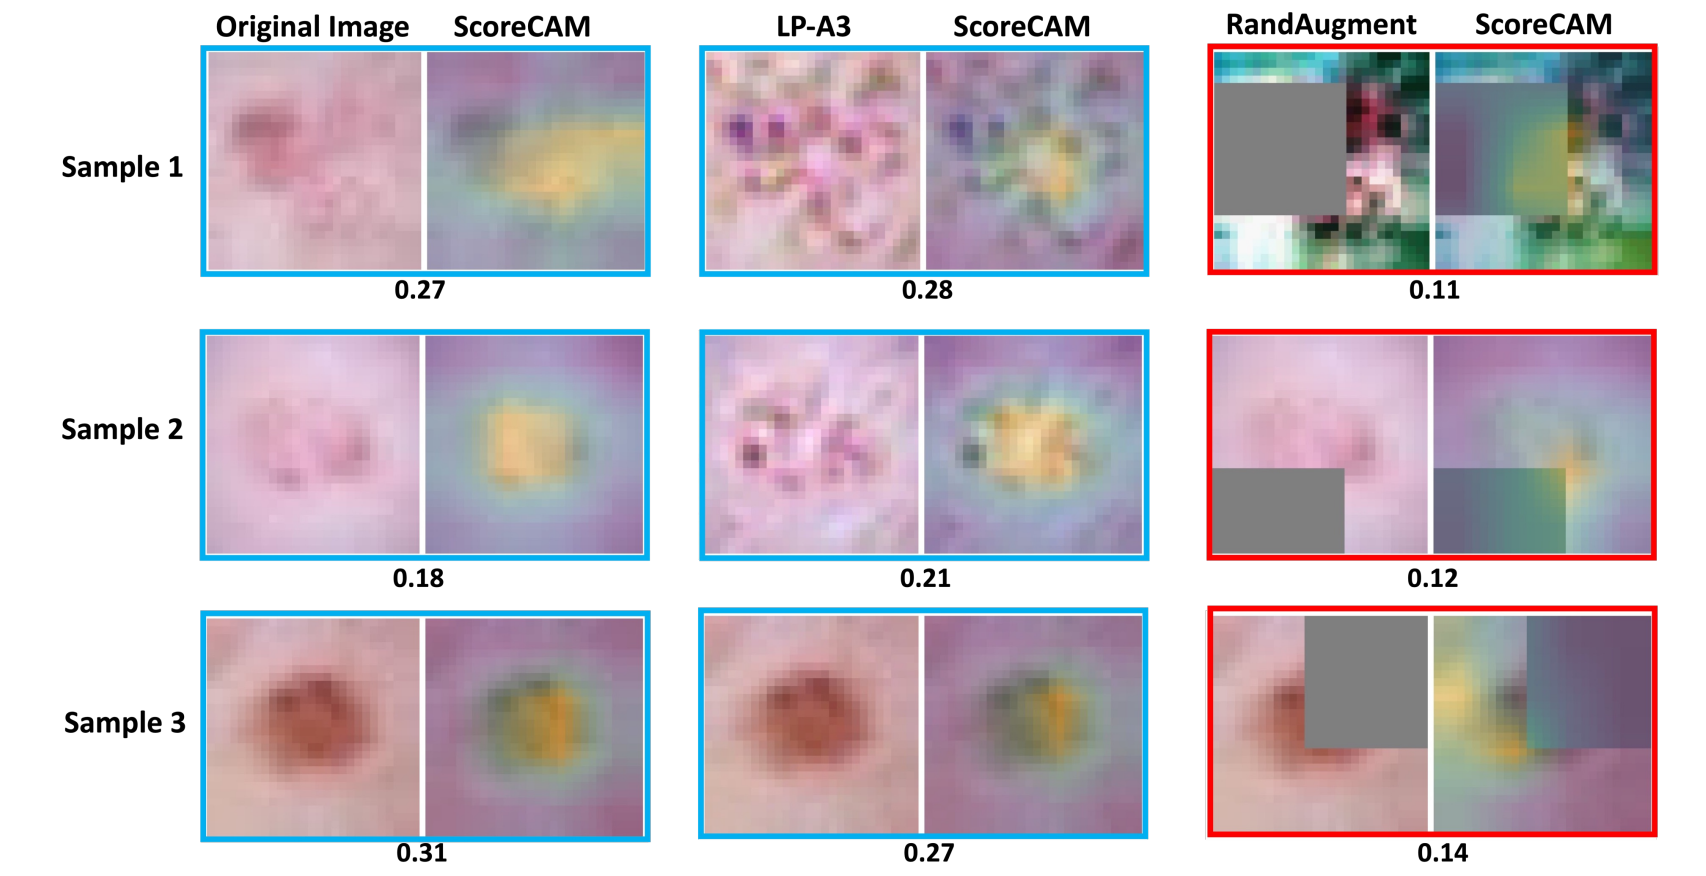 Original Image ScoreCAM LP-A3 ScoreCAM RandAugment ScoreCAM
Sample 1
0.27 0.28 0.11
Sample 2
0.18 0.21 0.12
Sample 3
0.31 0.27 0.14